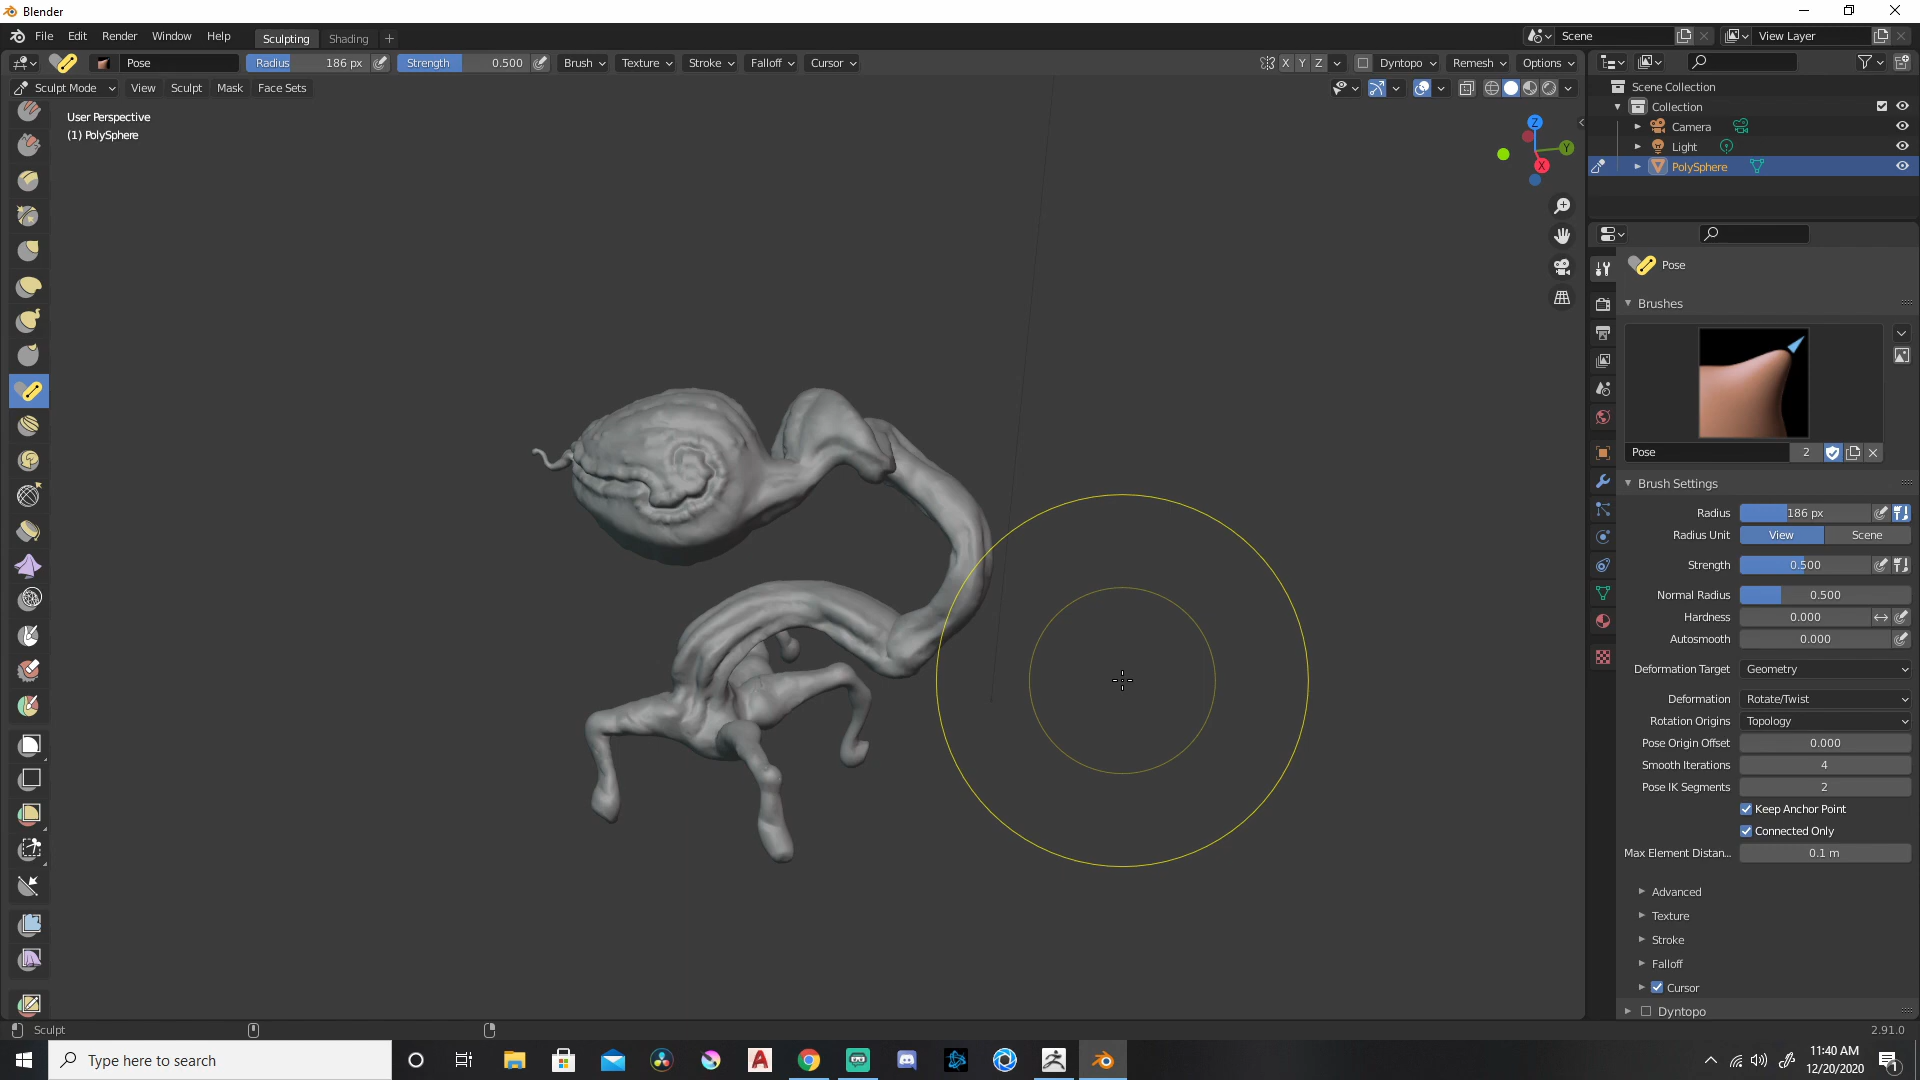 Blender
File Edit Render Window Help Sculpting Shading + Scene View Layer
Pose Radius 186 px Strength 0.500 Brush Texture Stroke Falloff Cursor X Y Z Dyntopo Remesh Options
Sculpt Mode View Sculpt Mask Face Sets
User Perspective
(1) PolySphere
Z
Y
X
Scene Collection
Collection
Camera
Light
PolySphere
Pose
Brushes
Pose 2
Brush Settings
Radius 186 px
Radius Unit View Scene
Strength 0.500
Normal Radius 0.500
Hardness 0.000
Autosmooth 0.000
Deformation Target Geometry
Deformation Rotate/Twist
Rotation Origins Topology
Pose Origin Offset 0.000
Smooth Iterations 4
Pose IK Segments 2
Keep Anchor Point
Connected Only
Max Element Distan... 0.1 m
Advanced
Texture
Stroke
Falloff
Cursor
Dyntopo
Sculpt 2.91.0
Type here to search
11:40 AM
12/20/2020
1